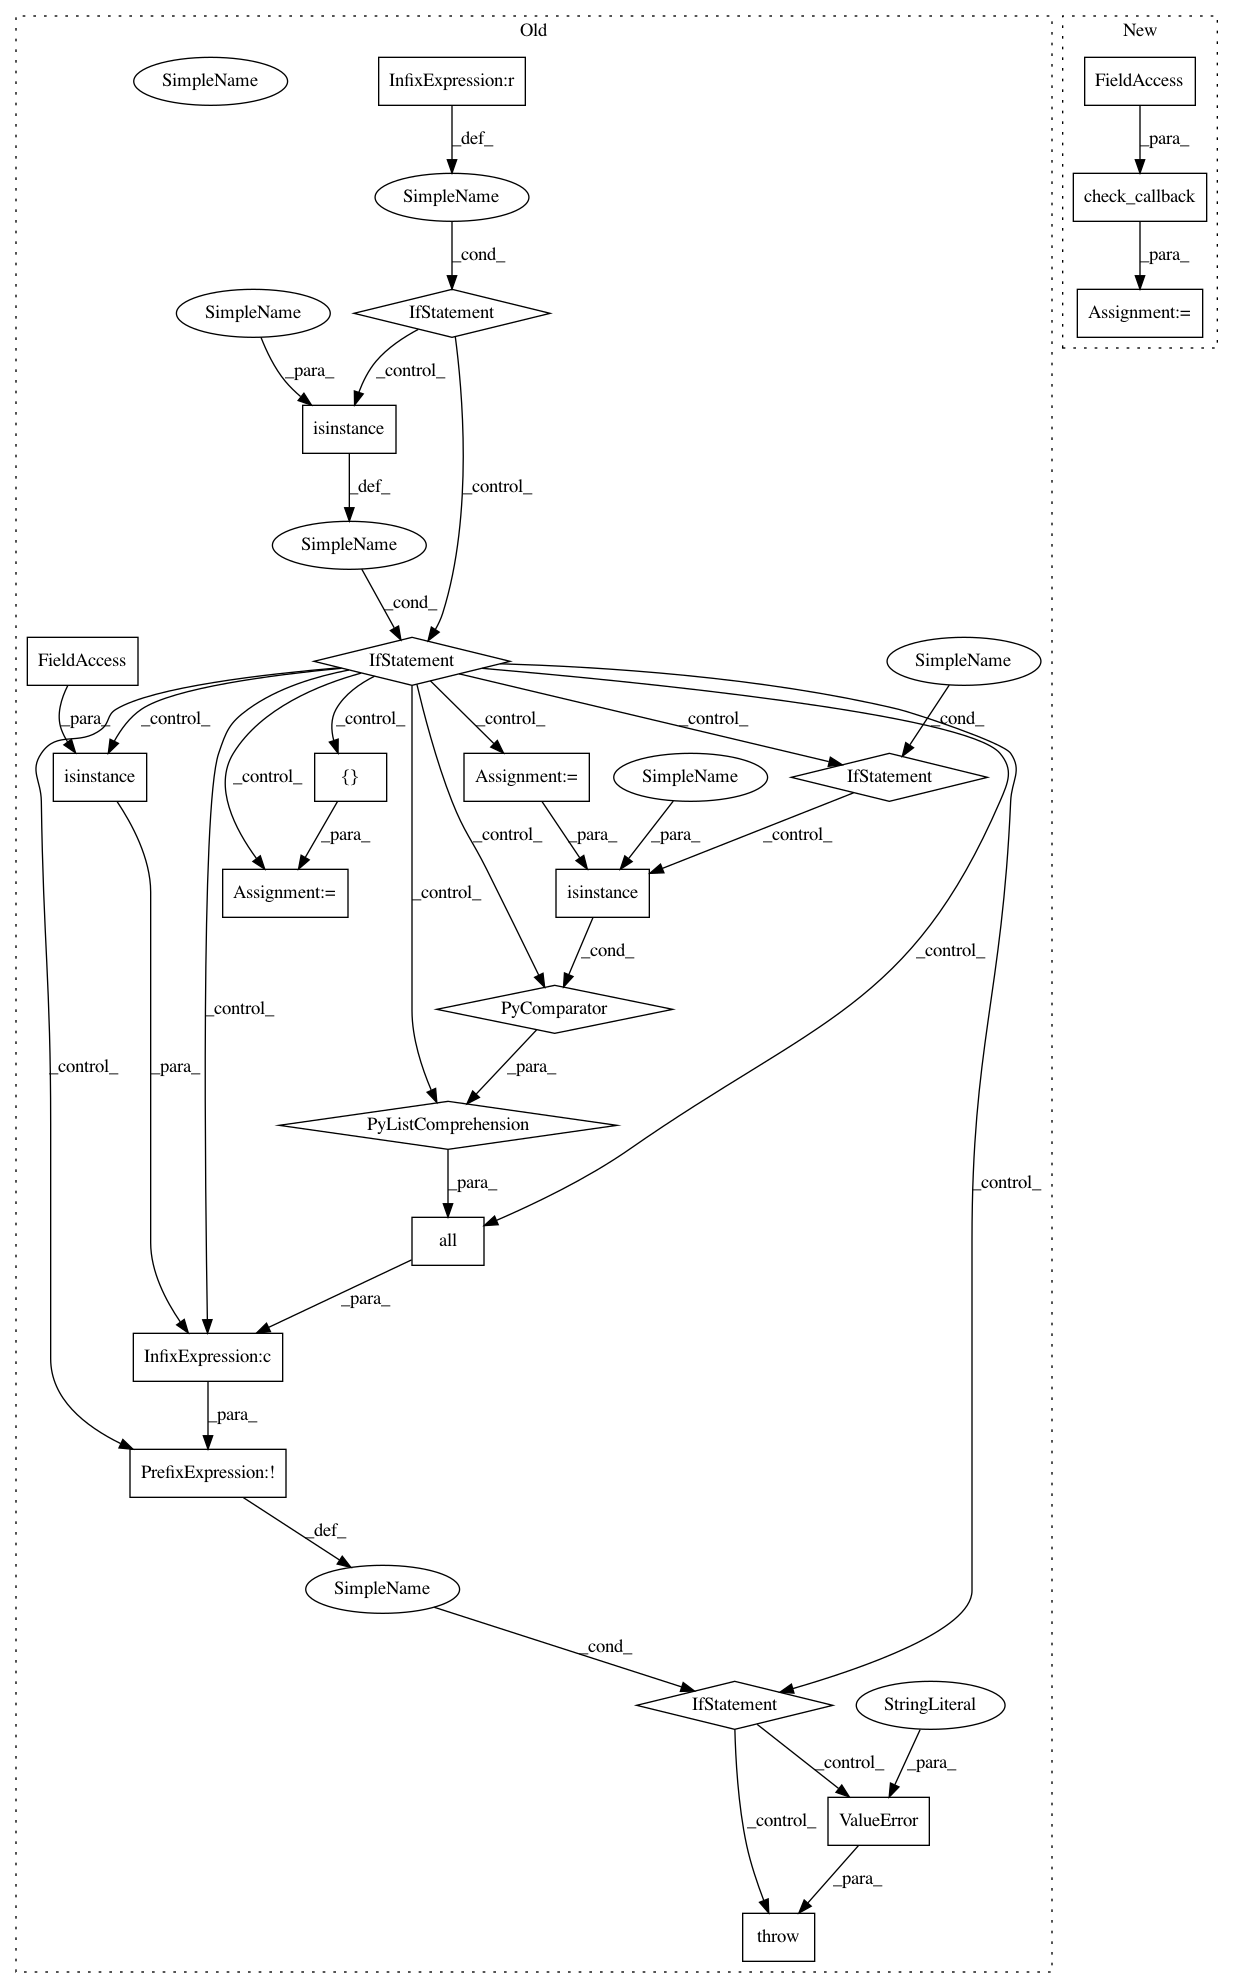 Old
New
SimpleName
InfixExpression:r
FieldAccess
_def_
_para_
SimpleName
check_callback
_cond_
_para_
SimpleName
IfStatement
Assignment:=
_para_
_control_
isinstance
_def_
_control_
SimpleName
_cond_
FieldAccess
IfStatement
SimpleName
_para_
_control_
_control_
_control_
_control_
_cond_
isinstance
_control_
{}
Assignment:=
SimpleName
IfStatement
_para_
_control_
_para_
_para_
_control_
Assignment:=
_control_
isinstance
_cond_
_control_
_control_
PyComparator
_control_
_para_
_para_
PyListComprehension
_para_
_control_
all
_para_
InfixExpression:c
_para_
PrefixExpression:!
_def_
SimpleName
_cond_
IfStatement
StringLiteral
_control_
_para_
_control_
ValueError
_para_
throw